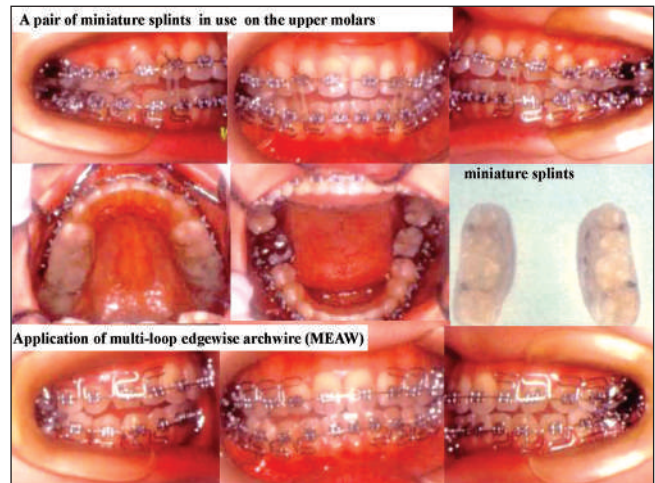 A pair of miniature splints in use on the upper molars
miniature splints
Application of multi-loop edgewise archwire (MEAW)